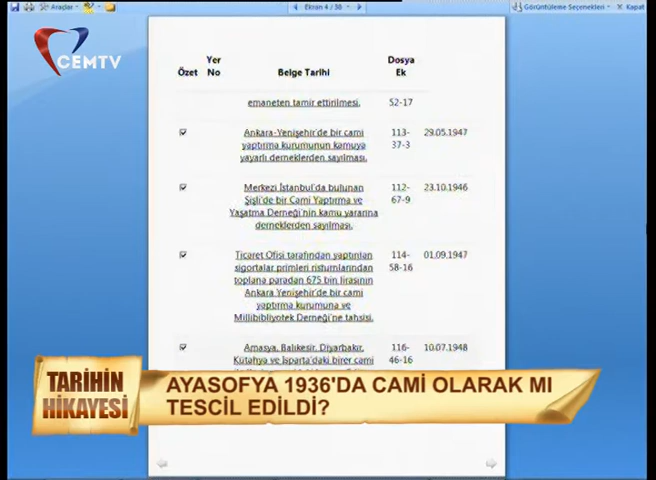 Araçlar
Ekran 4 / 58
Görüntüleme Seçenekleri
Kapat
CEMTV
Özet Yer No Belge Tarihi Dosya Ek
emaneten tamir ettirilmesi. 52-17
Ankara-Yenişehir'de bir cami 113- 29.05.1947
yaptırma kurumunun kamuya 37-3
yayarlı derneklerden sayılması.
Merkezi İstanbul'da bulunan 112- 23.10.1946
Şişli'de bir Cami Yaptırma ve 67-9
Yaşatma Derneği'nin kamu yararına
derneklerden sayılması.
Ticaret Ofisi tarafından yaptırılan 114- 01.09.1947
sigortalar primleri risturnlarından 58-16
toplana paradan 675 bin lirasının
Ankara Yenişehir'de bir cami
yaptırma kurumuna ve
Millibibliyotek Derneği'ne tahsisi.
Amasya, Balıkesir, Diyarbakır, 116- 10.07.1948
Kütahya ve Isparta'daki birer cami 46-16
TARİHİN
HİKAYESİ
AYASOFYA 1936'DA CAMİ OLARAK MI
TESCİL EDİLDİ?